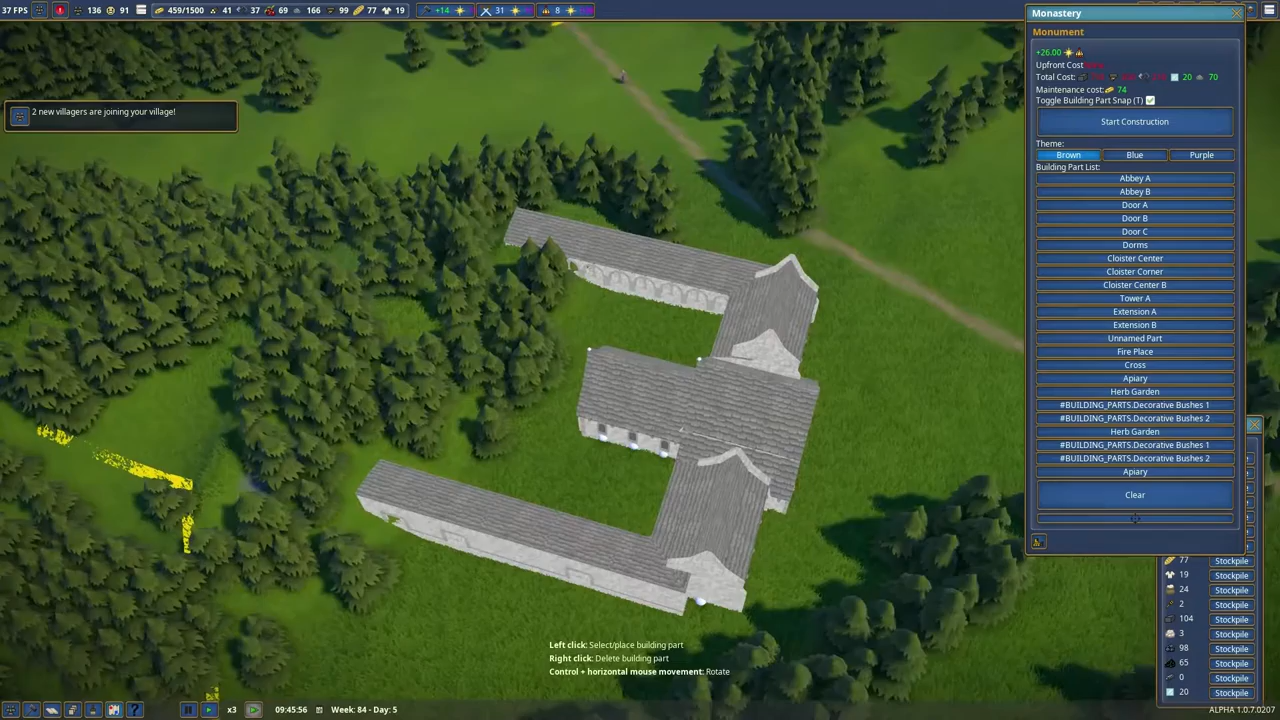 37 FPS 136 91 459/1500 41 37 69 166 99 77 19 +14 31 8
2 new villagers are joining your village!
Monastery
Monument
+26.00
Upfront Cost
Total Cost: 20 70
Maintenance cost: 74
Toggle Building Part Snap (T)
Start Construction
Theme:
Brown Blue Purple
Building Part List:
Abbey A
Abbey B
Door A
Door B
Door C
Dorms
Cloister Center
Cloister Corner
Cloister Center B
Tower A
Extension A
Extension B
Unnamed Part
Fire Place
Cross
Apiary
Herb Garden
#BUILDING_PARTS.Decorative Bushes 1
#BUILDING_PARTS.Decorative Bushes 2
Herb Garden
#BUILDING_PARTS.Decorative Bushes 1
#BUILDING_PARTS.Decorative Bushes 2
Apiary
Clear
77 Stockpile
19 Stockpile
24 Stockpile
2 Stockpile
104 Stockpile
3 Stockpile
98 Stockpile
65 Stockpile
0 Stockpile
20 Stockpile
Left click: Select/place building part
Right click: Delete building part
Control + horizontal mouse movement: Rotate
x3 09:45:56 Week: 84 - Day: 5
ALPHA 1.0.7.0207